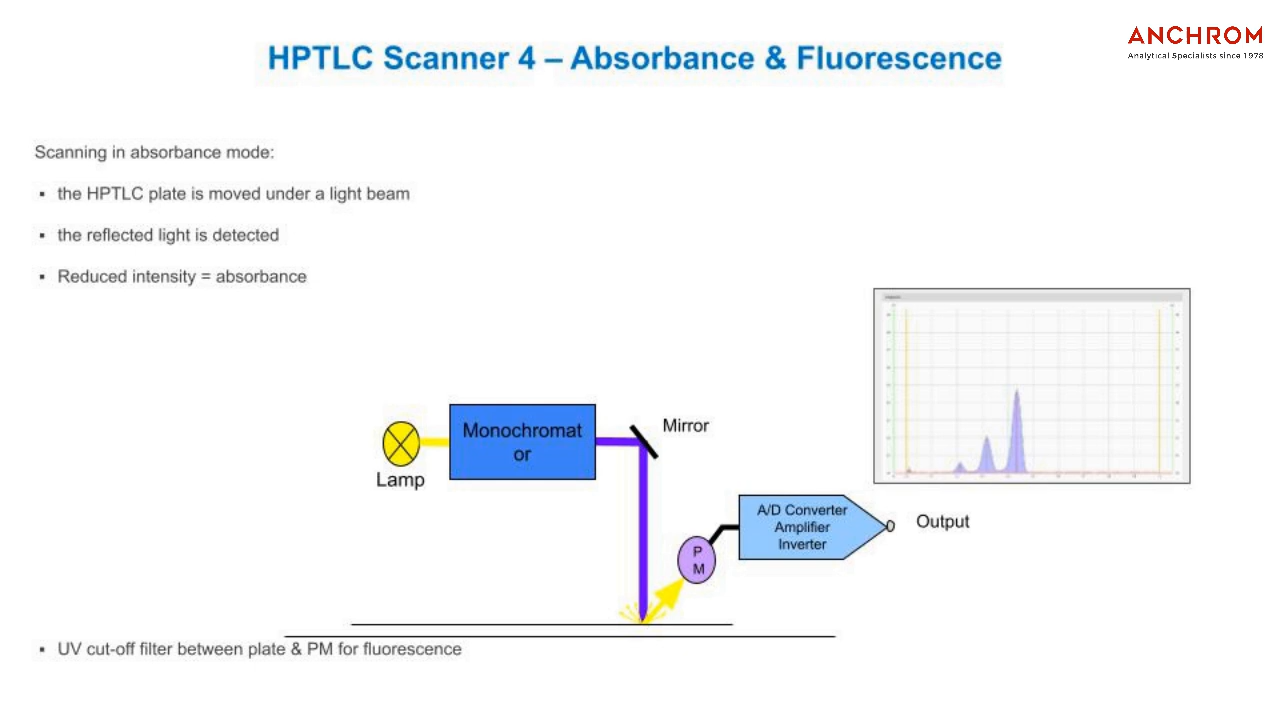 HPTLC Scanner 4 – Absorbance & Fluorescence
ANCHROM
Analytical Specialists since 1978
Scanning in absorbance mode:
▪ the HPTLC plate is moved under a light beam
▪ the reflected light is detected
▪ Reduced intensity = absorbance
Monochromat
or
Mirror
Lamp
A/D Converter
Amplifier
Inverter
Output
P
M
▪ UV cut-off filter between plate & PM for fluorescence